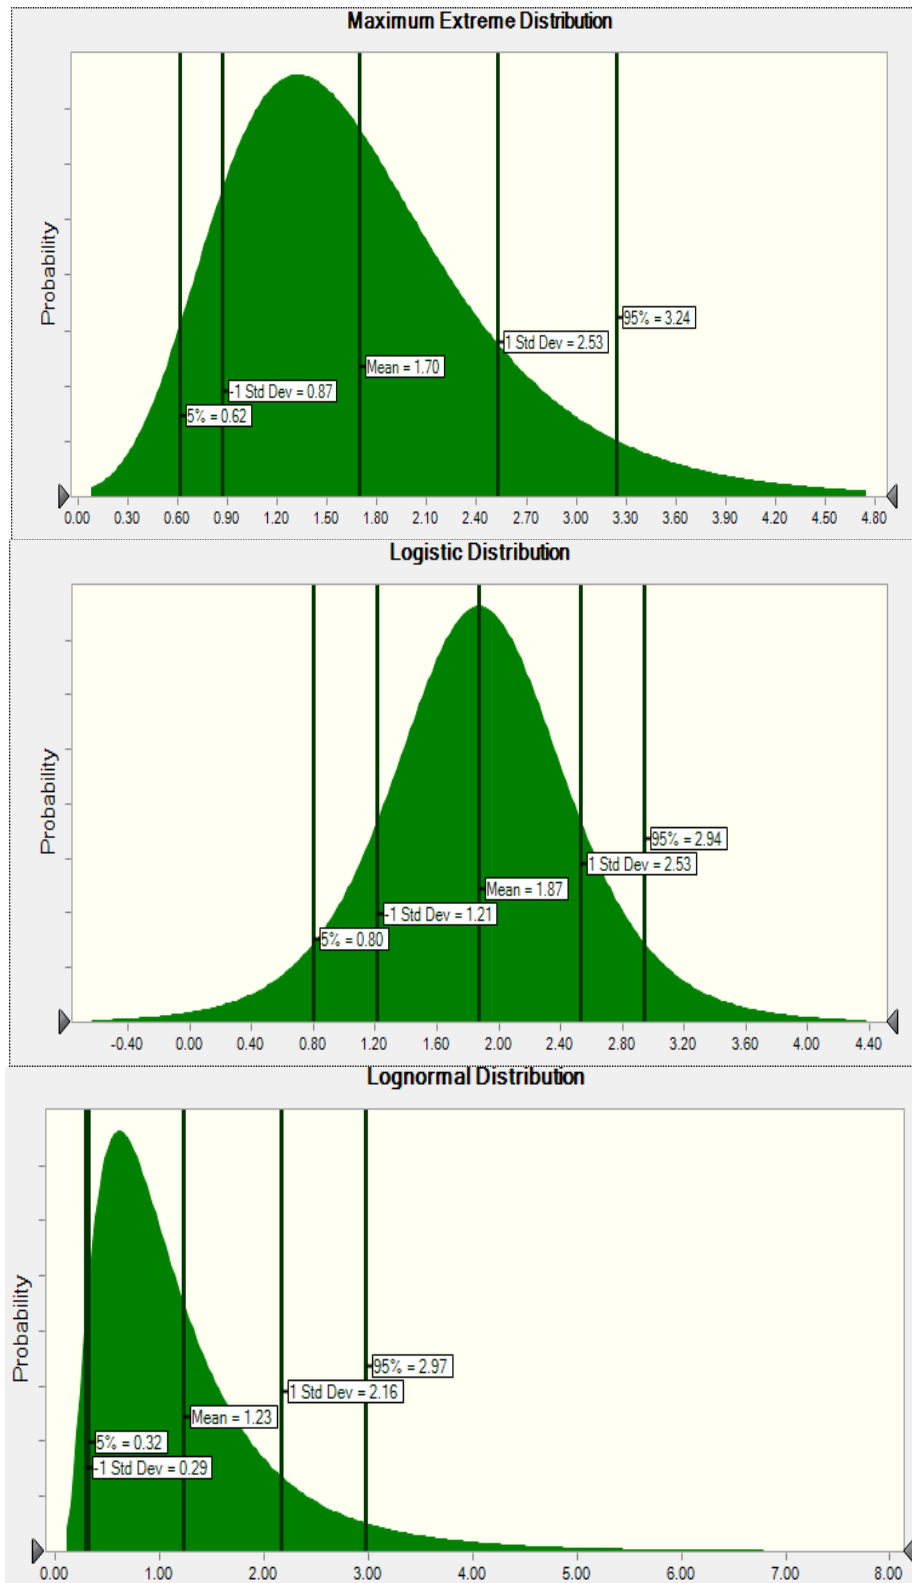 Maximum Extreme Distribution
Probability
95% = 3.24
1 Std Dev = 2.53
Mean = 1.70
-1 Std Dev = 0.87
5% = 0.62
0.00 0.30 0.60 0.90 1.20 1.50 1.80 2.10 2.40 2.70 3.00 3.30 3.60 3.90 4.20 4.50 4.80
Logistic Distribution
Probability
95% = 2.94
1 Std Dev = 2.53
Mean = 1.87
-1 Std Dev = 1.21
5% = 0.80
-0.40 0.00 0.40 0.80 1.20 1.60 2.00 2.40 2.80 3.20 3.60 4.00 4.40
Lognormal Distribution
Probability
95% = 2.97
1 Std Dev = 2.16
Mean = 1.23
5% = 0.32
-1 Std Dev = 0.29
0.00 1.00 2.00 3.00 4.00 5.00 6.00 7.00 8.00